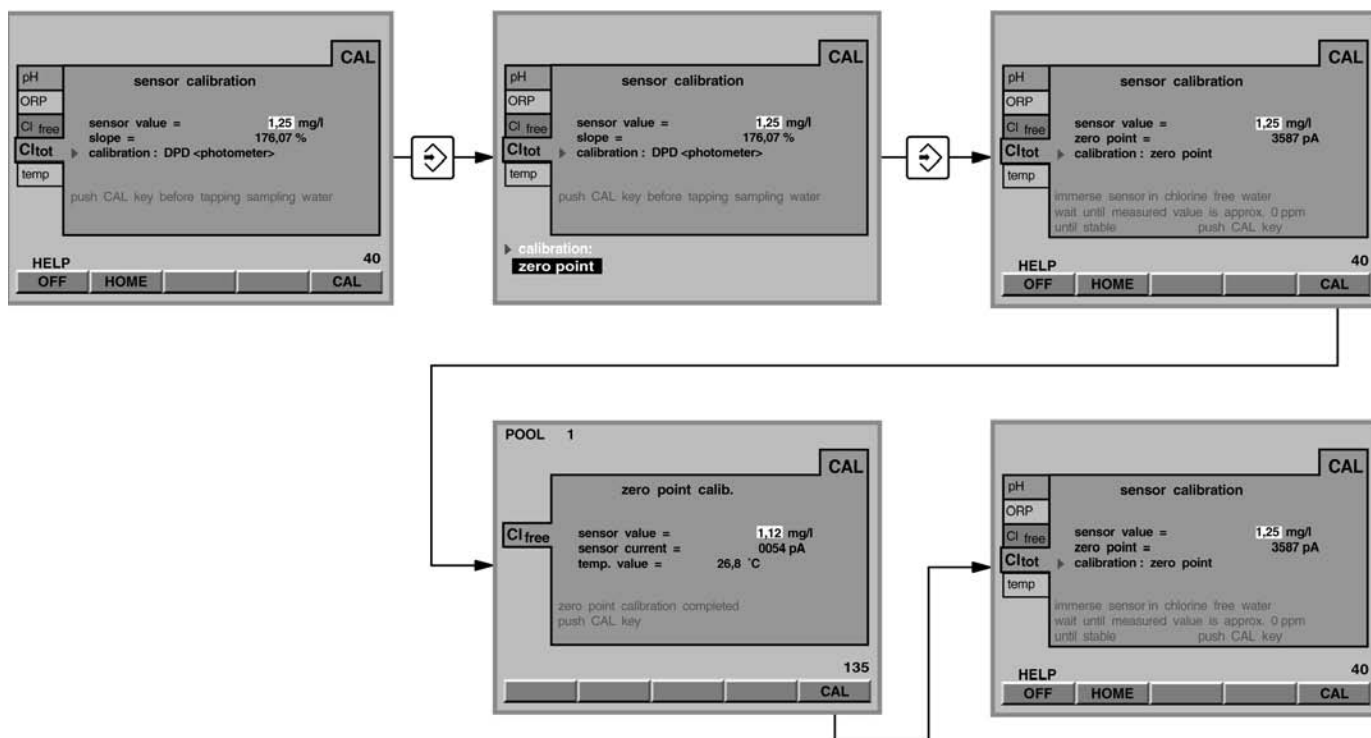 CAL
pH
sensor calibration
ORP
Cl free
sensor value = 1,25 mg/l
slope = 176,07 %
Cltot
calibration : DPD <photometer>
temp
push CAL key before tapping sampling water
HELP
40
OFF HOME CAL
CAL
pH
sensor calibration
ORP
Cl free
sensor value = 1,25 mg/l
slope = 176,07 %
Cltot
calibration : DPD <photometer>
temp
push CAL key before tapping sampling water
calibration:
zero point
CAL
pH
sensor calibration
ORP
Cl free
sensor value = 1,25 mg/l
zero point = 3587 pA
Cltot
calibration : zero point
temp
immerse sensor in chlorine free water
wait until measured value is approx. 0 ppm
until stable push CAL key
HELP
40
OFF HOME CAL
POOL 1
CAL
zero point calib.
Cl free
sensor value = 1,12 mg/l
sensor current = 0054 pA
temp. value = 26,8 °C
zero point calibration completed
push CAL key
135
CAL
CAL
pH
sensor calibration
ORP
Cl free
sensor value = 1,25 mg/l
zero point = 3587 pA
Cltot
calibration : zero point
temp
immerse sensor in chlorine free water
wait until measured value is approx. 0 ppm
until stable push CAL key
HELP
40
OFF HOME CAL